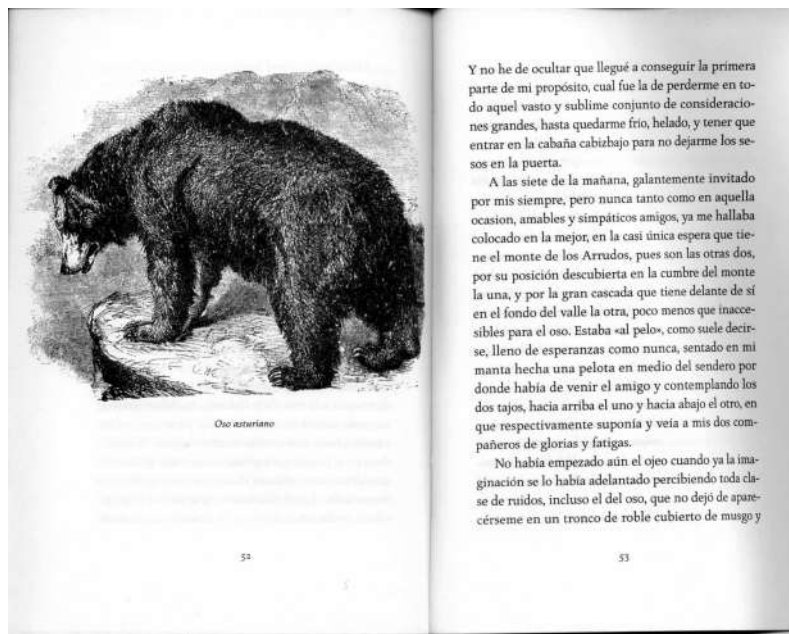 Oso asturiano
52
Y no he de ocultar que llegué a conseguir la primera
parte de mi propósito, cual fue la de perderme en to-
do aquel vasto y sublime conjunto de consideracio-
nes grandes, hasta quedarme frío, helado, y tener que
entrar en la cabaña cabizbajo para no dejarme los se-
sos en la puerta.
A las siete de la mañana, galantemente invitado
por mis siempre, pero nunca tanto como en aquella
ocasion, amables y simpáticos amigos, ya me hallaba
colocado en la mejor, en la casi única espera que tie-
ne el monte de los Arrudos, pues son las otras dos,
por su posición descubierta en la cumbre del monte
la una, y por la gran cascada que tiene delante de sí
en el fondo del valle la otra, poco menos que inacce-
sibles para el oso. Estaba «al pelo», como suele decir-
se, lleno de esperanzas como nunca, sentado en mi
manta hecha una pelota en medio del sendero por
donde había de venir el amigo y contemplando los
dos tajos, hacia arriba el uno y hacia abajo el otro, en
que respectivamente suponía y veía a mis dos com-
pañeros de glorias y fatigas.
No había empezado aún el ojeo cuando ya la ima-
ginación se lo había adelantado percibiendo toda cla-
se de ruidos, incluso el del oso, que no dejó de apare-
cérseme en un tronco de roble cubierto de musgo y
53